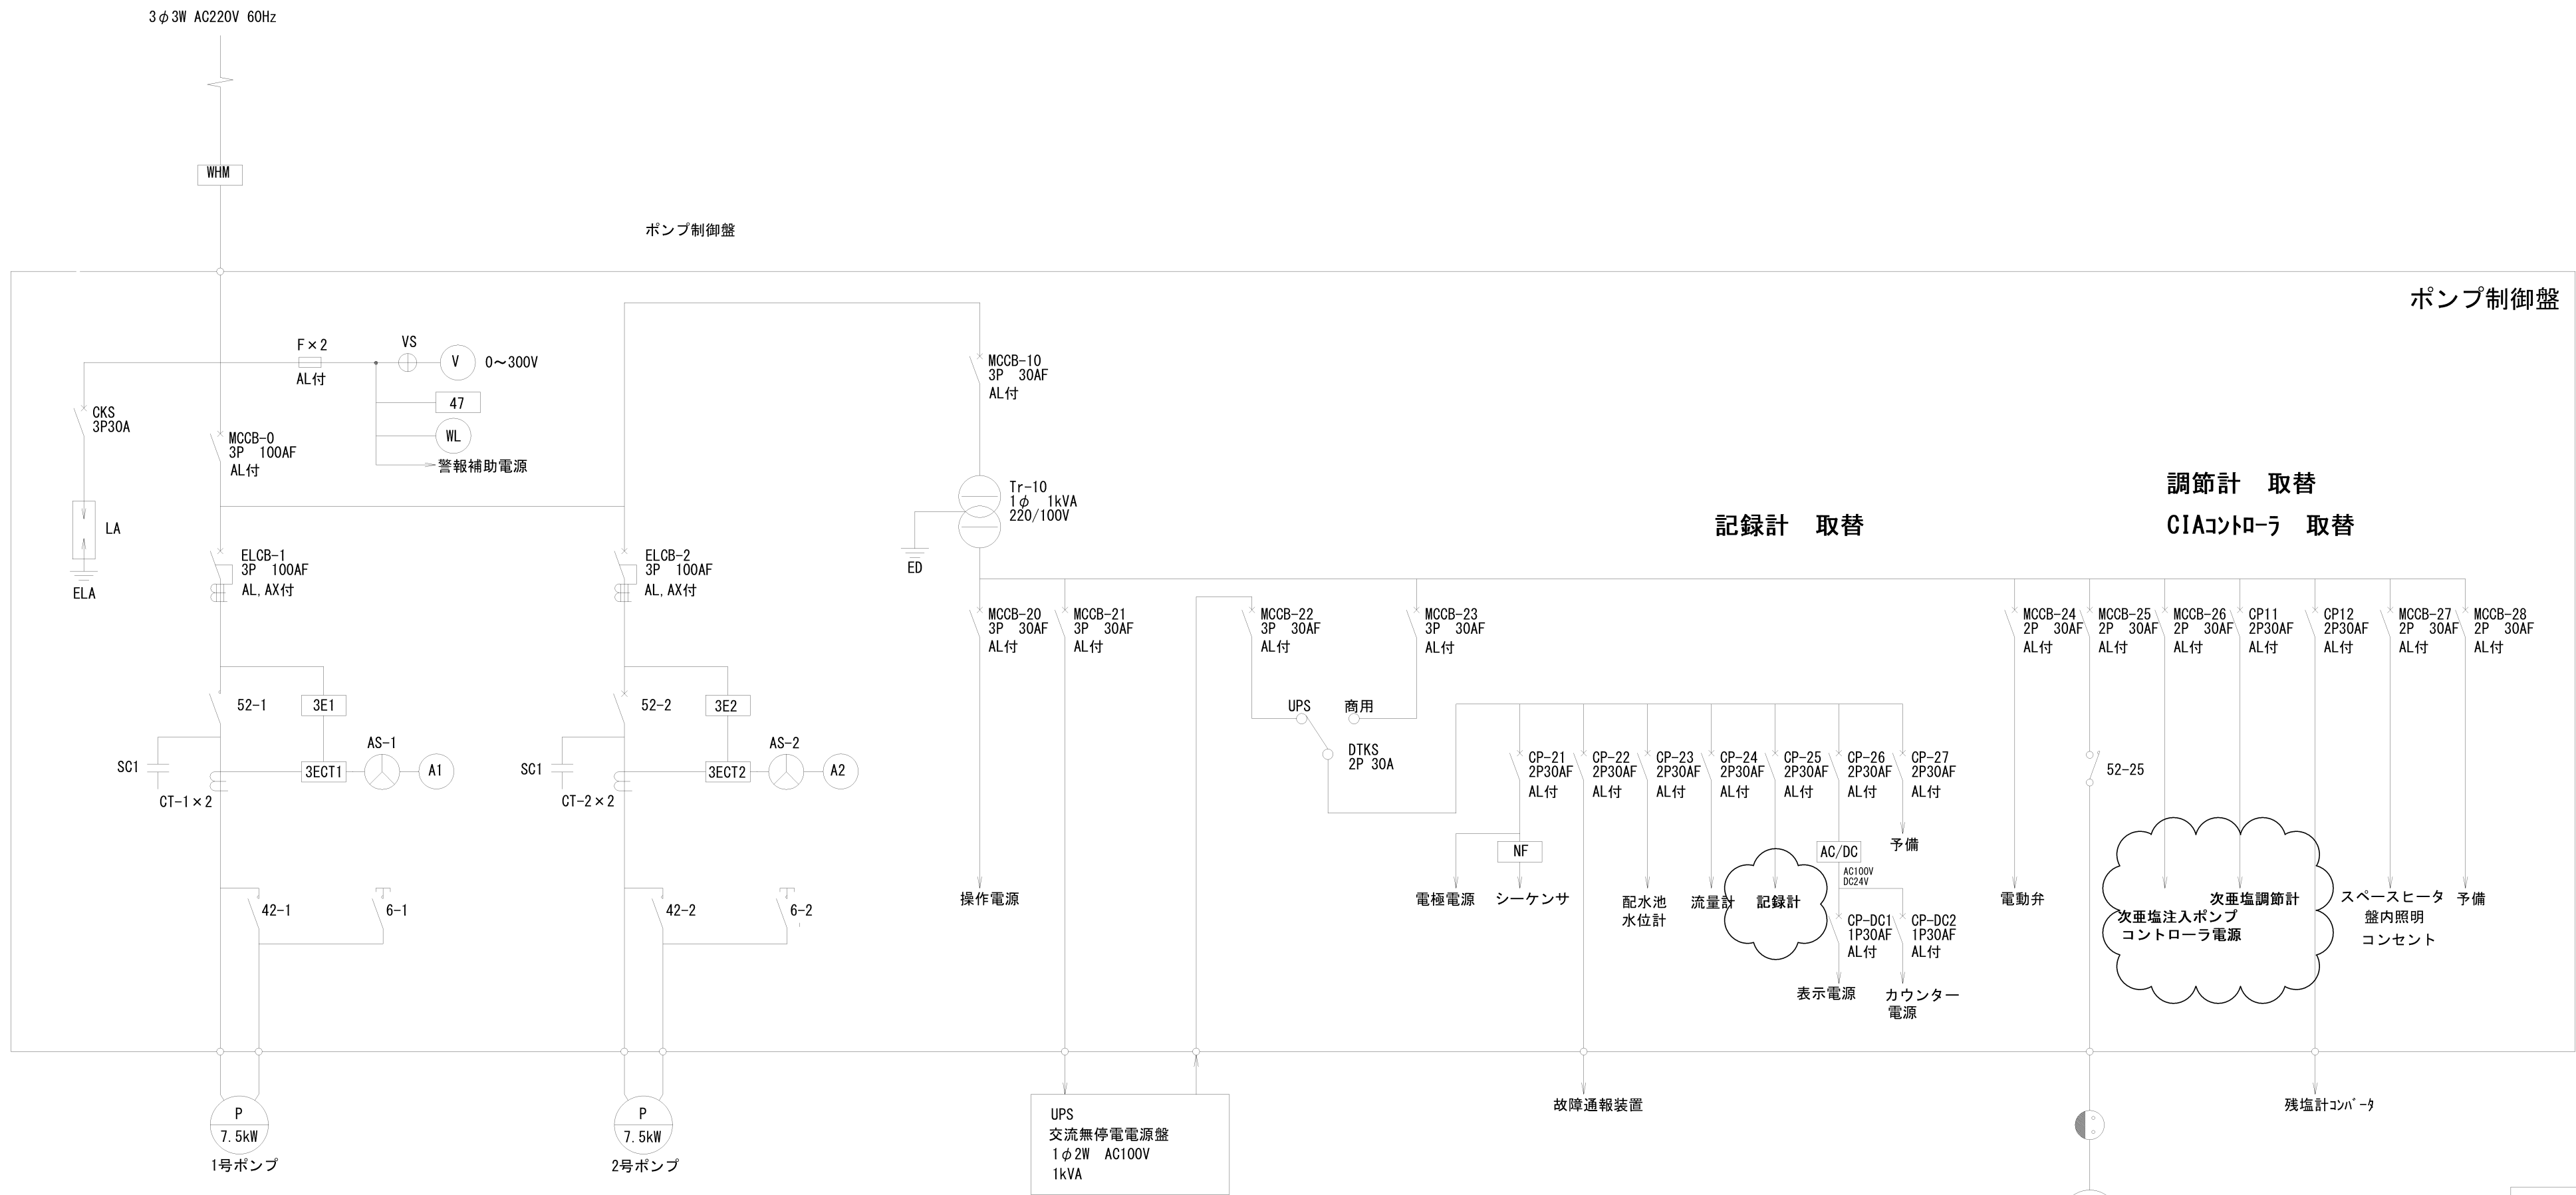 3φ3W AC220V 60Hz
WHM
ポンプ制御盤
ポンプ制御盤
F×2
AL付
VS
V
0～300V
47
WL
警報補助電源
CKS
3P30A
MCCB-0
3P 100AF
AL付
LA
ELA
MCCB-10
3P 30AF
AL付
Tr-10
1φ 1kVA
220/100V
ED
調節計 取替
CIAｺﾝﾄﾛｰﾗ 取替
記録計 取替
ELCB-1
3P 100AF
AL,AX付
ELCB-2
3P 100AF
AL,AX付
MCCB-20
3P 30AF
AL付
MCCB-21
3P 30AF
AL付
MCCB-22
3P 30AF
AL付
MCCB-23
3P 30AF
AL付
MCCB-24
2P 30AF
AL付
MCCB-25
2P 30AF
AL付
MCCB-26
2P 30AF
AL付
CP11
2P30AF
AL付
CP12
2P30AF
AL付
MCCB-27
2P 30AF
AL付
MCCB-28
2P 30AF
AL付
52-1
3E1
52-2
3E2
UPS
商用
DTKS
2P 30A
SC1
3ECT1
AS-1
A1
CT-1×2
SC1
3ECT2
AS-2
A2
CT-2×2
CP-21
2P30AF
AL付
CP-22
2P30AF
AL付
CP-23
2P30AF
AL付
CP-24
2P30AF
AL付
CP-25
2P30AF
AL付
CP-26
2P30AF
AL付
CP-27
2P30AF
AL付
52-25
NF
AC/DC
AC100V
DC24V
予備
42-1
6-1
42-2
6-2
操作電源
電極電源
シーケンサ
配水池
水位計
流量計
記録計
CP-DC1
1P30AF
AL付
CP-DC2
1P30AF
AL付
表示電源
カウンター
電源
電動弁
次亜塩注入ポンプ
コントローラ電源
次亜塩調節計
スペースヒータ
盤内照明
コンセント
予備
P
7.5kW
1号ポンプ
P
7.5kW
2号ポンプ
UPS
交流無停電電源盤
1φ2W AC100V
1kVA
故障通報装置
残塩計ｺﾝﾊﾞｰﾀ